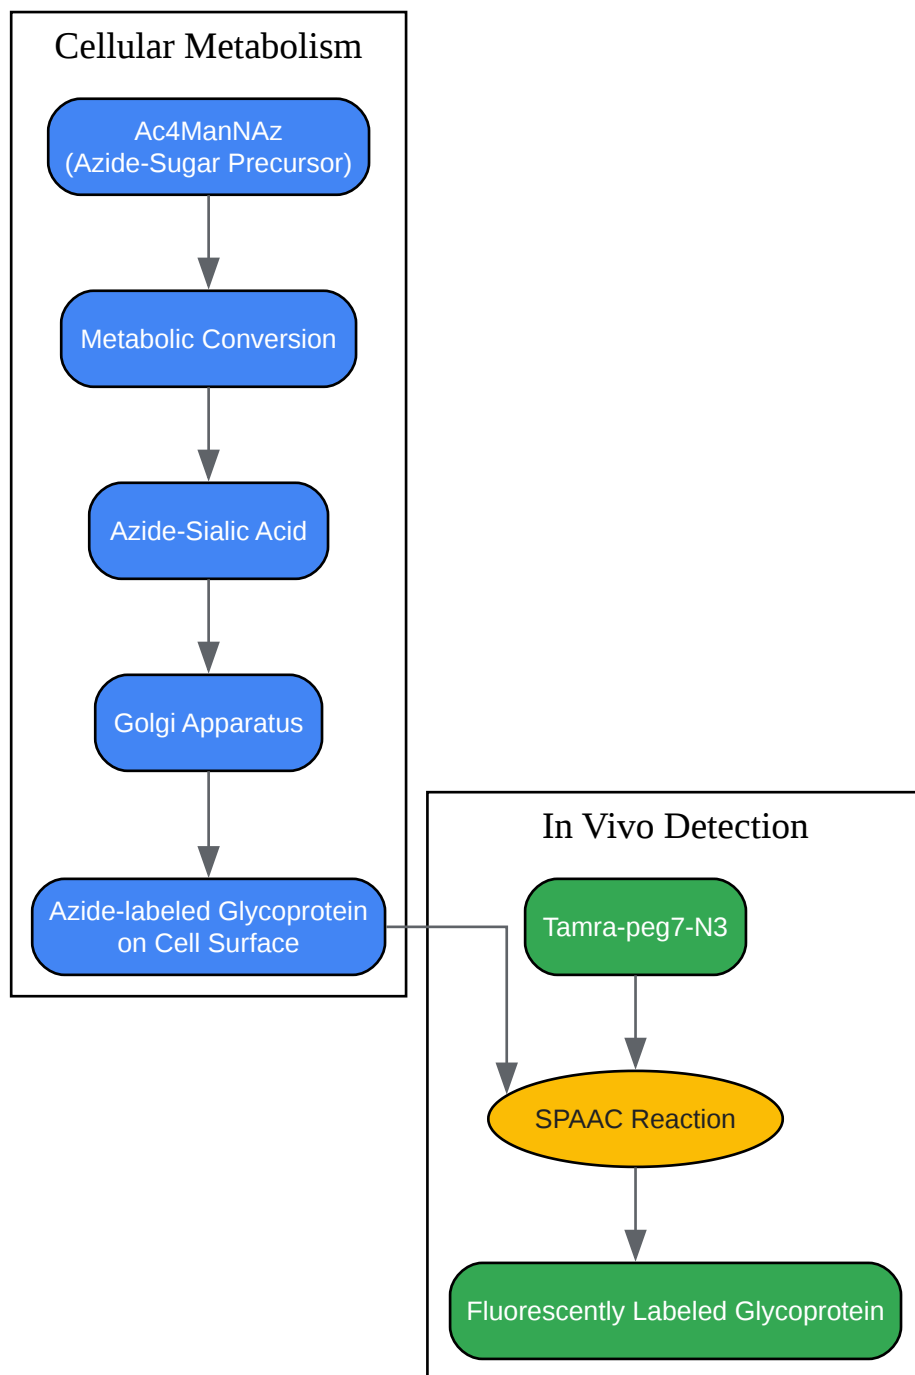 Cellular Metabolism
Ac4ManNAz
(Azide-Sugar Precursor)
Metabolic Conversion
Azide-Sialic Acid
Golgi Apparatus
Azide-labeled Glycoprotein
on Cell Surface
In Vivo Detection
Tamra-peg7-N3
SPAAC Reaction
Fluorescently Labeled Glycoprotein